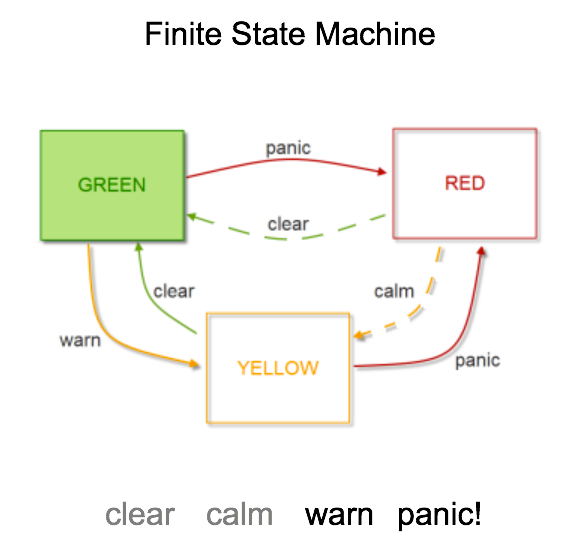 Finite State Machine
panic
GREEN
RED
clear
clear
calm
warn
YELLOW
panic
clear calm warn panic!